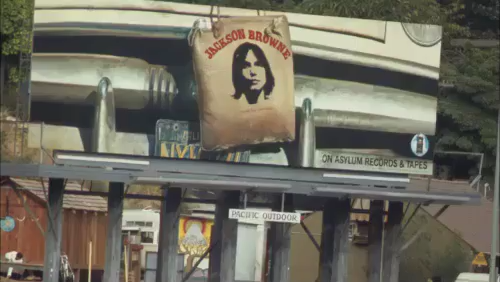 JACKSON BROWNE
ON ASYLUM RECORDS & TAPES
PACIFIC OUTDOOR